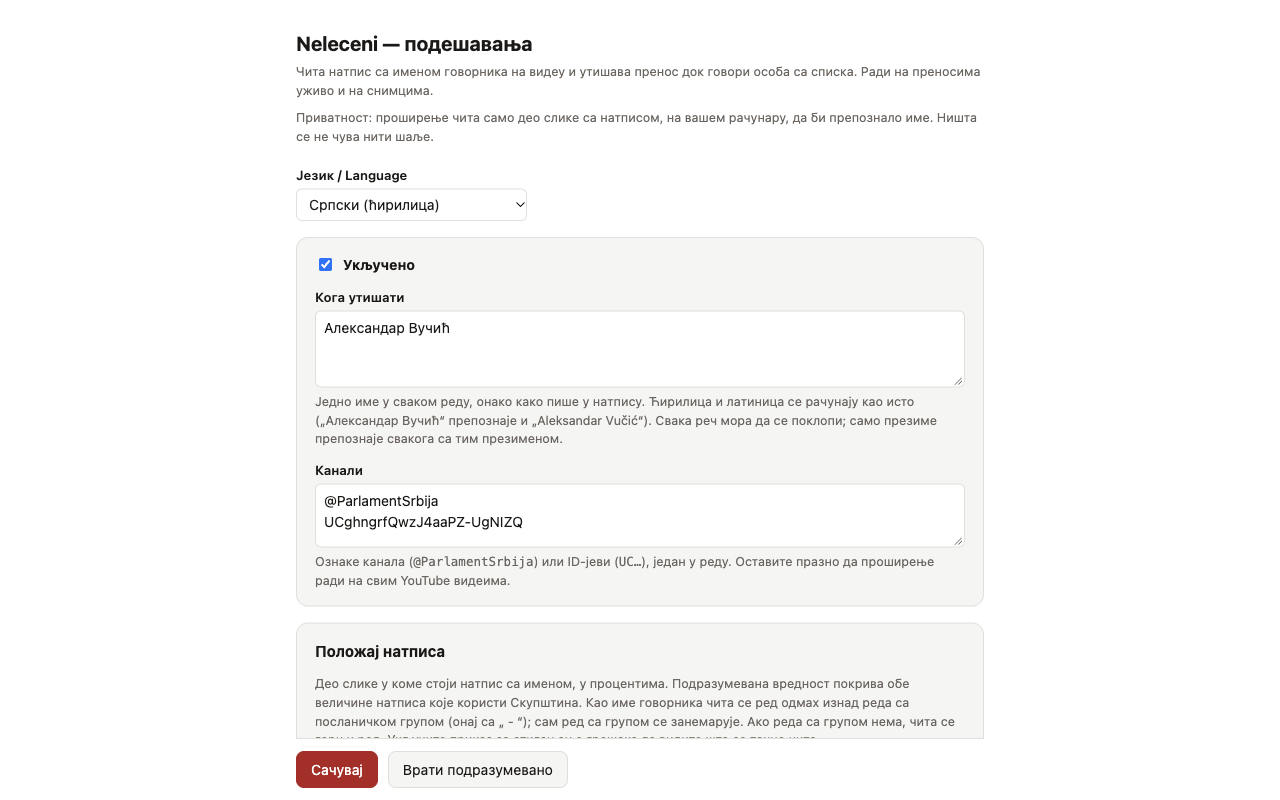 Neleceni — подешавања
Чита натпис са именом говорника на видеу и утишава пренос док говори особа са списка. Ради на преносима
уживо и на снимцима.
Приватност: проширење чита само део слике са натписом, на вашем рачунару, да би препознало име. Ништа
се не чува нити шаље.
Језик / Language
Српски (ћирилица)
Укључено
Кога утишати
Александар Вучић
Једно име у сваком реду, онако како пише у натпису. Ћирилица и латиница се рачунају као исто
(„Александар Вучић“ препознаје и „Aleksandar Vučić“). Свака реч мора да се поклопи; само презиме
препознаје свакога са тим презименом.
Канали
@ParlamentSrbija
UCghngrfQwzJ4aaPZ-UgNIZQ
Ознаке канала (@ParlamentSrbija) или ID-јеви (UC…), један у реду. Оставите празно да проширење
ради на свим YouTube видеима.
Положај натписа
Део слике у коме стоји натпис са именом, у процентима. Подразумевана вредност покрива обе
величине натписа које користи Скупштина. Као име говорника чита се ред одмах изнад реда са
посланичком групом (онај са „ - “); сам ред са групом се занемарује. Ако реда са групом нема, чита се
Сачувај
Врати подразумевано